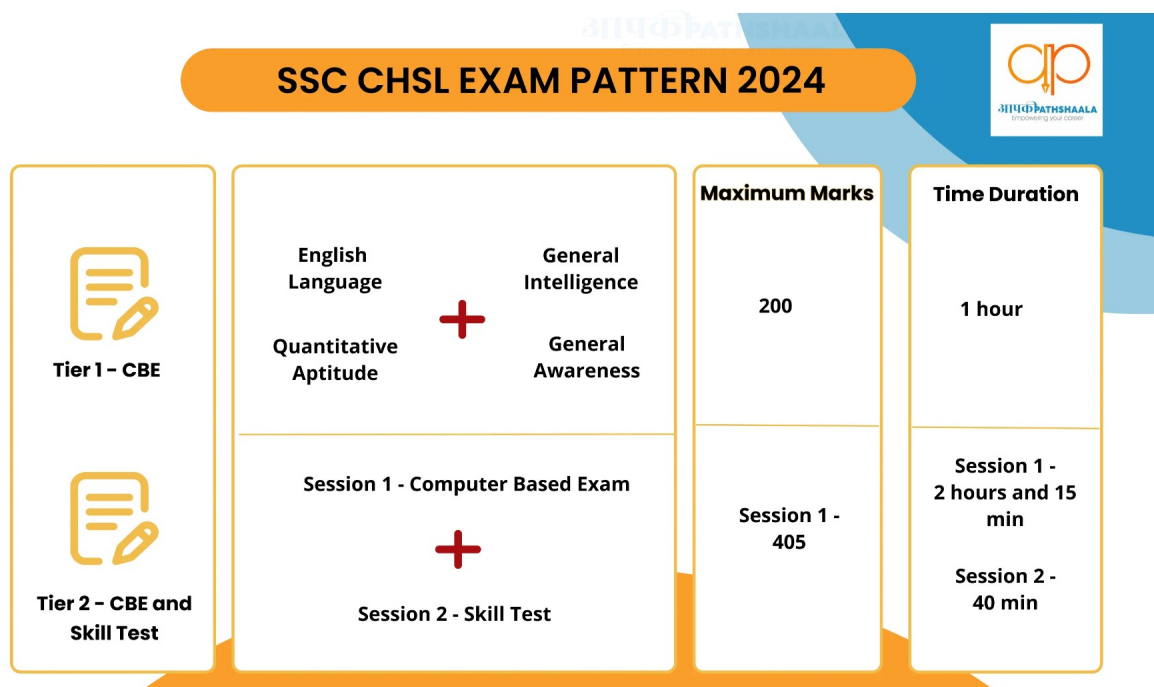 आपकPATHSHAALA
SSC CHSL EXAM PATTERN 2024
आपकPATHSHAALA
Empowering your career
Maximum Marks
Time Duration
Tier 1 – CBE
English
Language
General
Intelligence
Quantitative
Aptitude
General
Awareness
200
1 hour
Tier 2 – CBE and
Skill Test
Session 1 - Computer Based Exam
Session 2 - Skill Test
Session 1 -
405
Session 1 -
2 hours and 15
min
Session 2 -
40 min